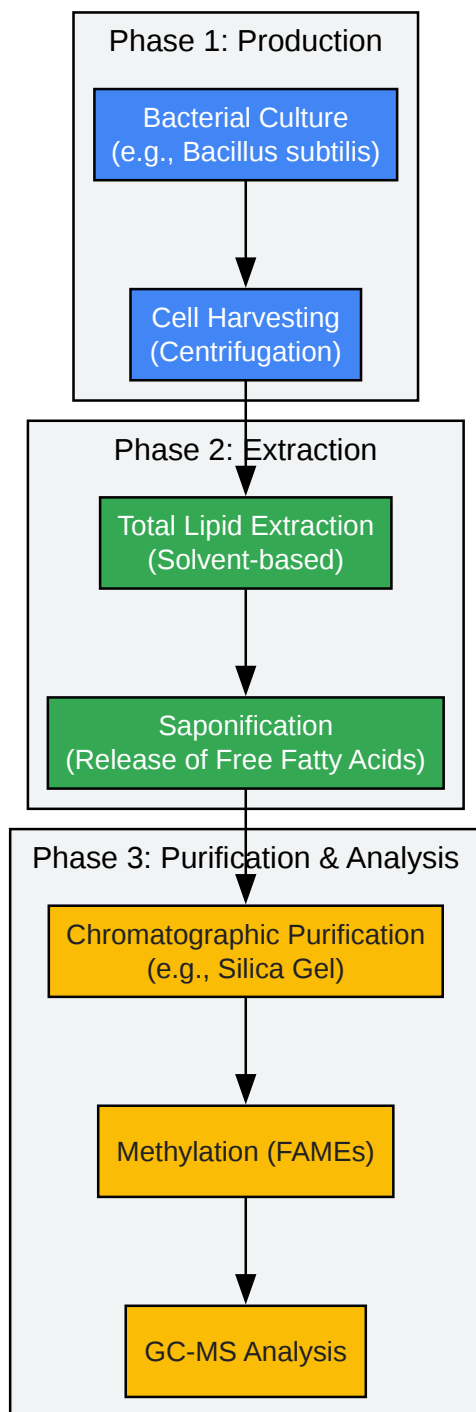 Phase 1: Production
Bacterial Culture
(e.g., Bacillus subtilis)
Cell Harvesting
(Centrifugation)
Phase 2: Extraction
Total Lipid Extraction
(Solvent-based)
Saponification
(Release of Free Fatty Acids)
Phase 3: Purification & Analysis
Chromatographic Purification
(e.g., Silica Gel)
Methylation (FAMEs)
GC-MS Analysis